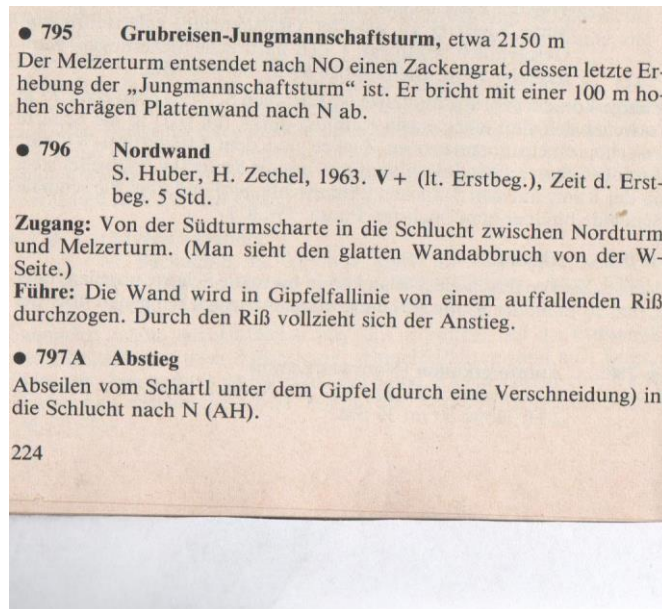 ● 795 Grubreisen-Jungmannschaftsturm, etwa 2150 m
Der Melzerturm entsendet nach NO einen Zackengrat, dessen letzte Er-
hebung der „Jungmannschaftsturm“ ist. Er bricht mit einer 100 m ho-
hen schrägen Plattenwand nach N ab.
● 796 Nordwand
S. Huber, H. Zechel, 1963. V+ (lt. Erstbeg.), Zeit d. Erst-
beg. 5 Std.
Zugang: Von der Südturmscharte in die Schlucht zwischen Nordturm
und Melzerturm. (Man sieht den glatten Wandabbruch von der W-
Seite.)
Führe: Die Wand wird in Gipfelfallinie von einem auffallenden Riß
durchzogen. Durch den Riß vollzieht sich der Anstieg.
● 797 A Abstieg
Abseilen vom Schartl unter dem Gipfel (durch eine Verschneidung) in
die Schlucht nach N (AH).
224